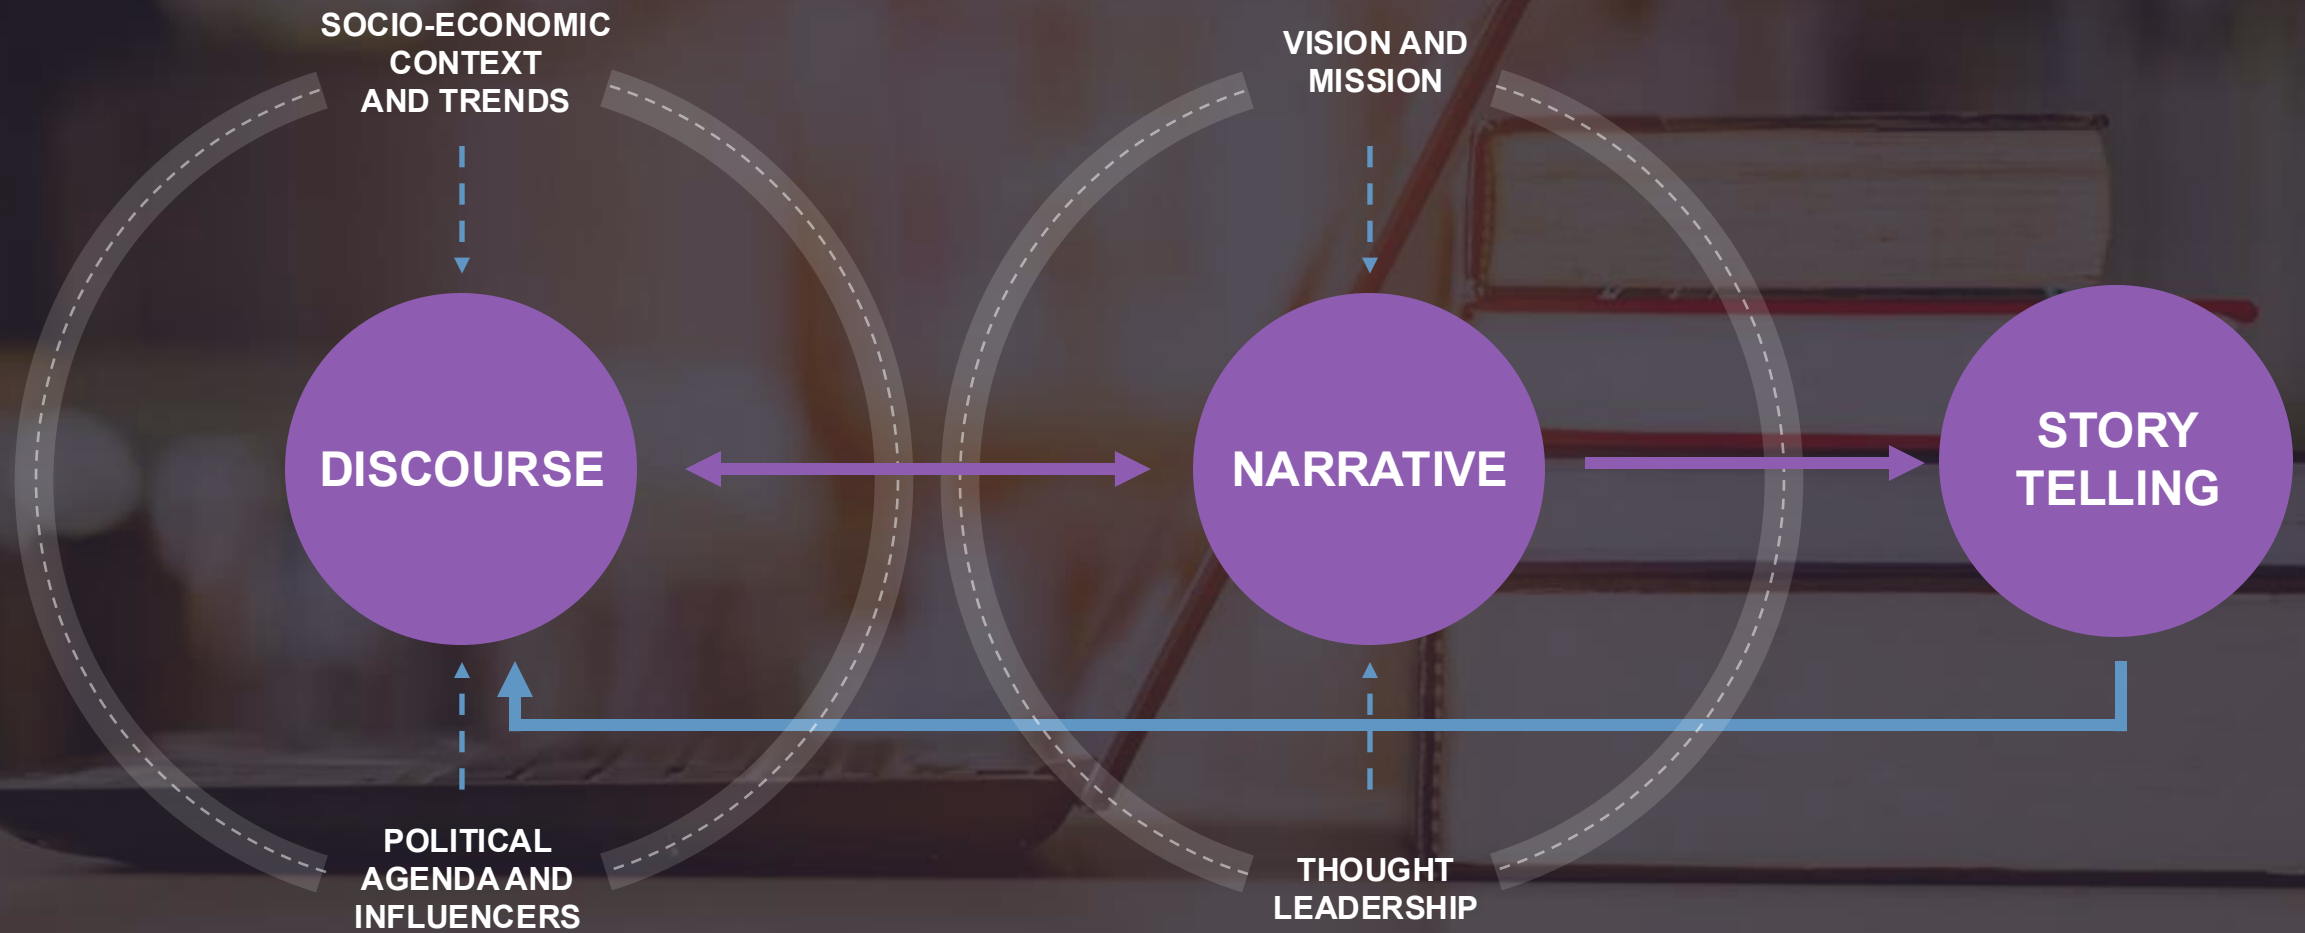 SOCIO-ECONOMIC
CONTEXT
AND TRENDS
VISION AND
MISSION
DISCOURSE
NARRATIVE
STORY
TELLING
POLITICAL
AGENDA AND
INFLUENCERS
THOUGHT
LEADERSHIP